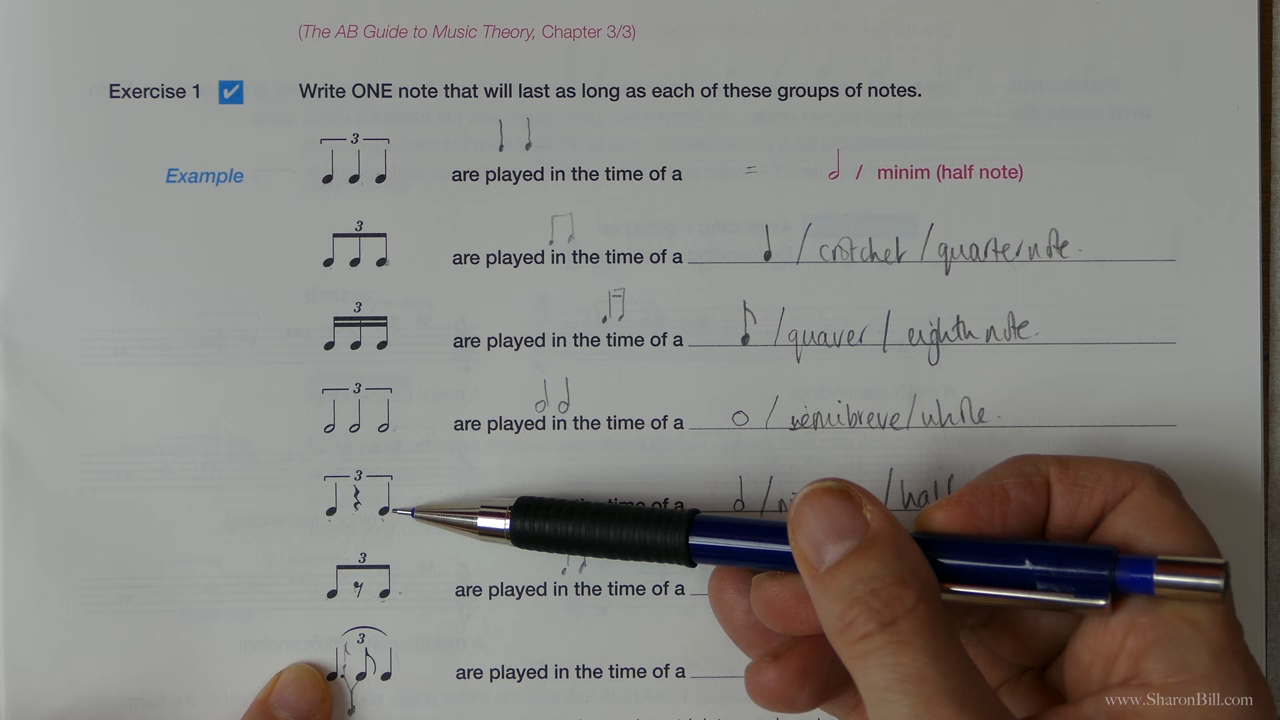 (The AB Guide to Music Theory, Chapter 3/3)
Exercise 1 Write ONE note that will last as long as each of these groups of notes.
3
Example are played in the time of a = / minim (half note)
3
are played in the time of a / crotchet / quarter note.
3
are played in the time of a / quaver / eighth note.
3
are played in the time of a / semibreve / whole.
3
time of a / / half
3
are played in the time of a
3
are played in the time of a
www.SharonBill.com